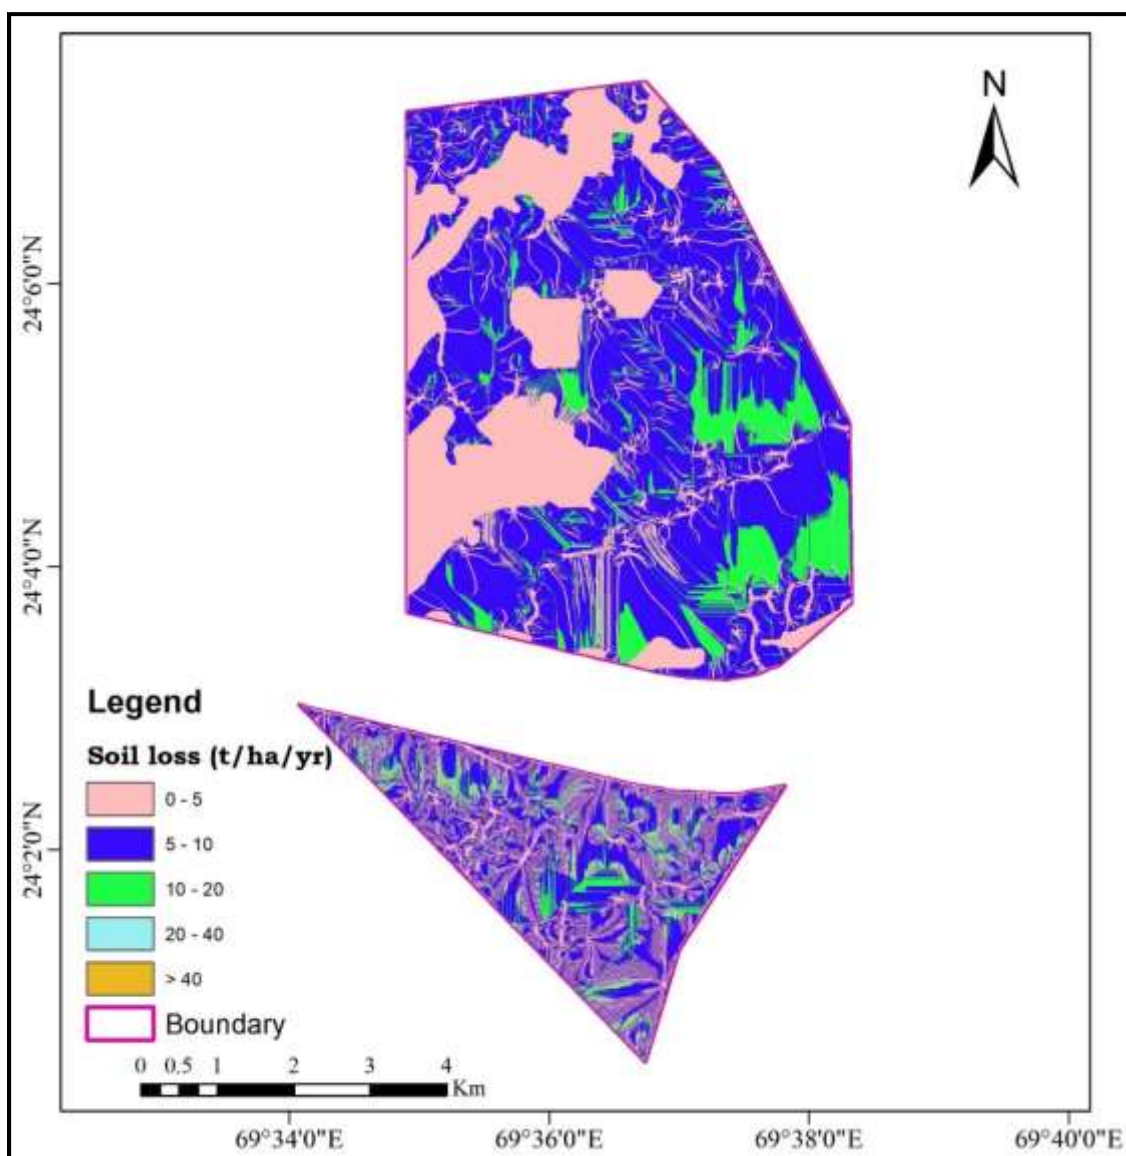 N
24°6'0"N
24°4'0"N
24°2'0"N
Legend
Soil loss (t/ha/yr)
0 - 5
5 - 10
10 - 20
20 - 40
> 40
Boundary
0 0.5 1 2 3 4
Km
69°34'0"E 69°36'0"E 69°38'0"E 69°40'0"E